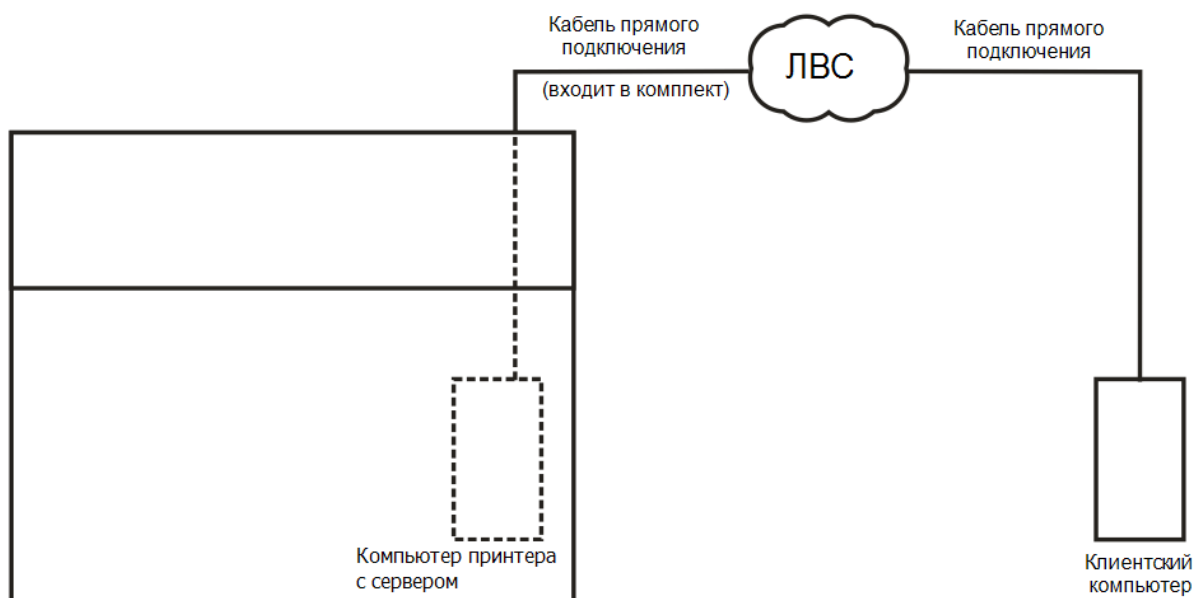 Кабель прямого
подключения
(входит в комплект)
ЛВС
Кабель прямого
подключения
Компьютер принтера
с сервером
Клиентский
компьютер